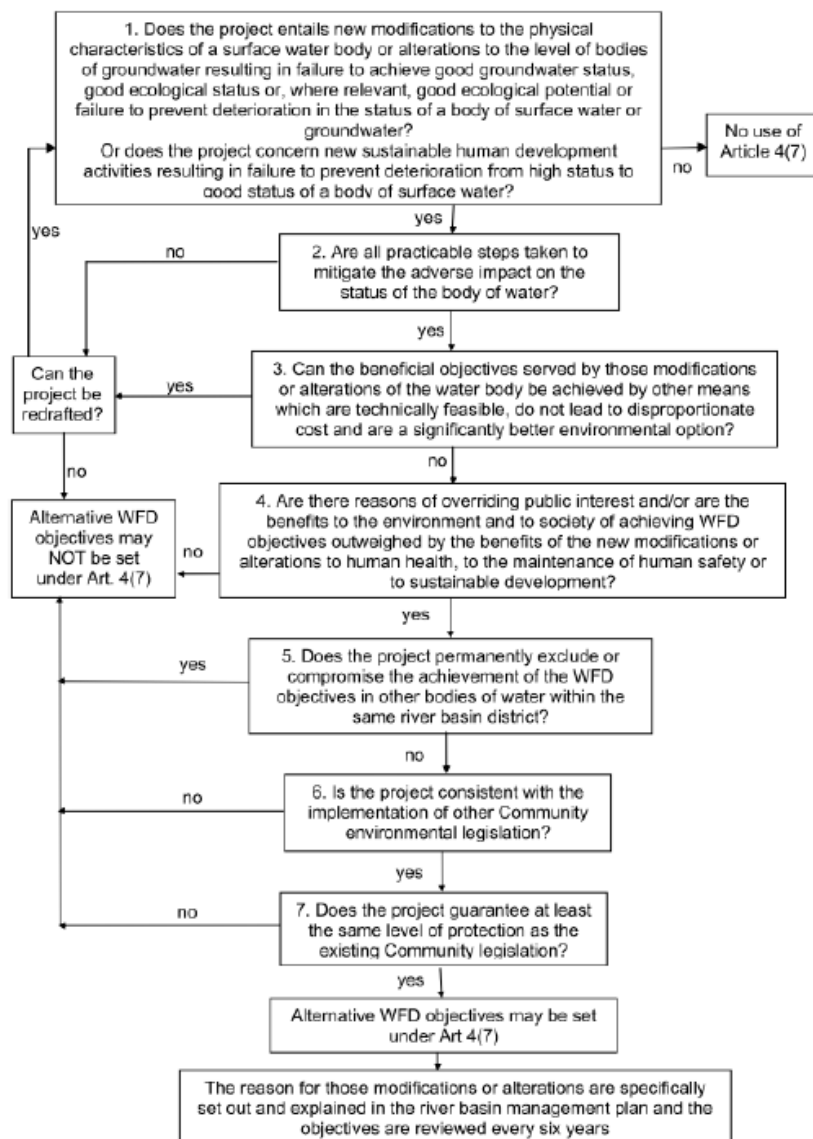 1. Does the project entails new modifications to the physical
characteristics of a surface water body or alterations to the level of bodies
of groundwater resulting in failure to achieve good groundwater status,
good ecological status or, where relevant, good ecological potential or
failure to prevent deterioration in the status of a body of surface water or
groundwater?
Or does the project concern new sustainable human development
activities resulting in failure to prevent deterioration from high status to
good status of a body of surface water?
no
No use of
Article 4(7)
yes
yes
no
2. Are all practicable steps taken to
mitigate the adverse impact on the
status of the body of water?
yes
Can the
project be
redrafted?
yes
3. Can the beneficial objectives served by those modifications
or alterations of the water body be achieved by other means
which are technically feasible, do not lead to disproportionate
cost and are a significantly better environmental option?
no
no
Alternative WFD
objectives may
NOT be set
under Art. 4(7)
no
4. Are there reasons of overriding public interest and/or are the
benefits to the environment and to society of achieving WFD
objectives outweighed by the benefits of the new modifications or
alterations to human health, to the maintenance of human safety or
to sustainable development?
yes
yes
5. Does the project permanently exclude or
compromise the achievement of the WFD
objectives in other bodies of water within the
same river basin district?
no
no
6. Is the project consistent with the
implementation of other Community
environmental legislation?
yes
no
7. Does the project guarantee at least
the same level of protection as the
existing Community legislation?
yes
Alternative WFD objectives may be set
under Art 4(7)
The reason for those modifications or alterations are specifically
set out and explained in the river basin management plan and the
objectives are reviewed every six years